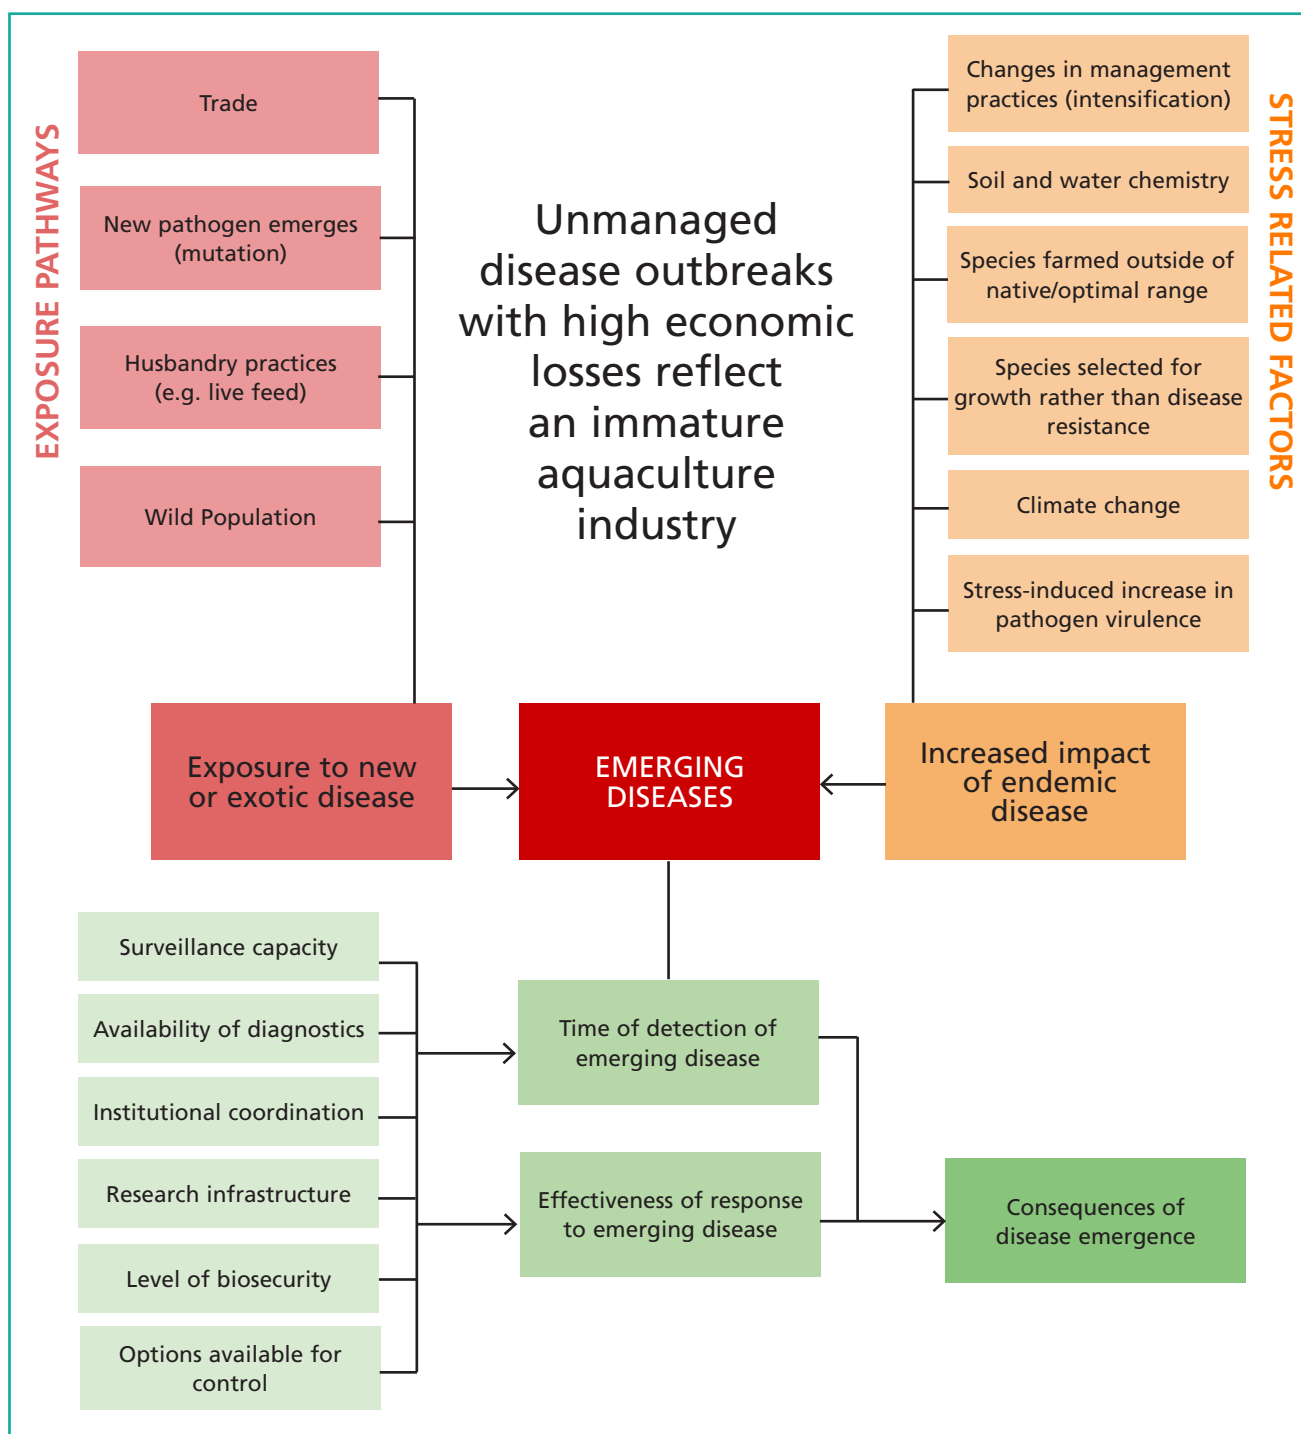 EXPOSURE PATHWAYS
Trade
New pathogen emerges
(mutation)
Husbandry practices
(e.g. live feed)
Wild Population
Unmanaged
disease outbreaks
with high economic
losses reflect
an immature
aquaculture
industry
STRESS RELATED FACTORS
Changes in management
practices (intensification)
Soil and water chemistry
Species farmed outside of
native/optimal range
Species selected for
growth rather than disease
resistance
Climate change
Stress-induced increase in
pathogen virulence
Exposure to new
or exotic disease
EMERGING
DISEASES
Increased impact
of endemic
disease
Surveillance capacity
Availability of diagnostics
Institutional coordination
Research infrastructure
Level of biosecurity
Options available for
control
Time of detection of
emerging disease
Effectiveness of response
to emerging disease
Consequences of
disease emergence